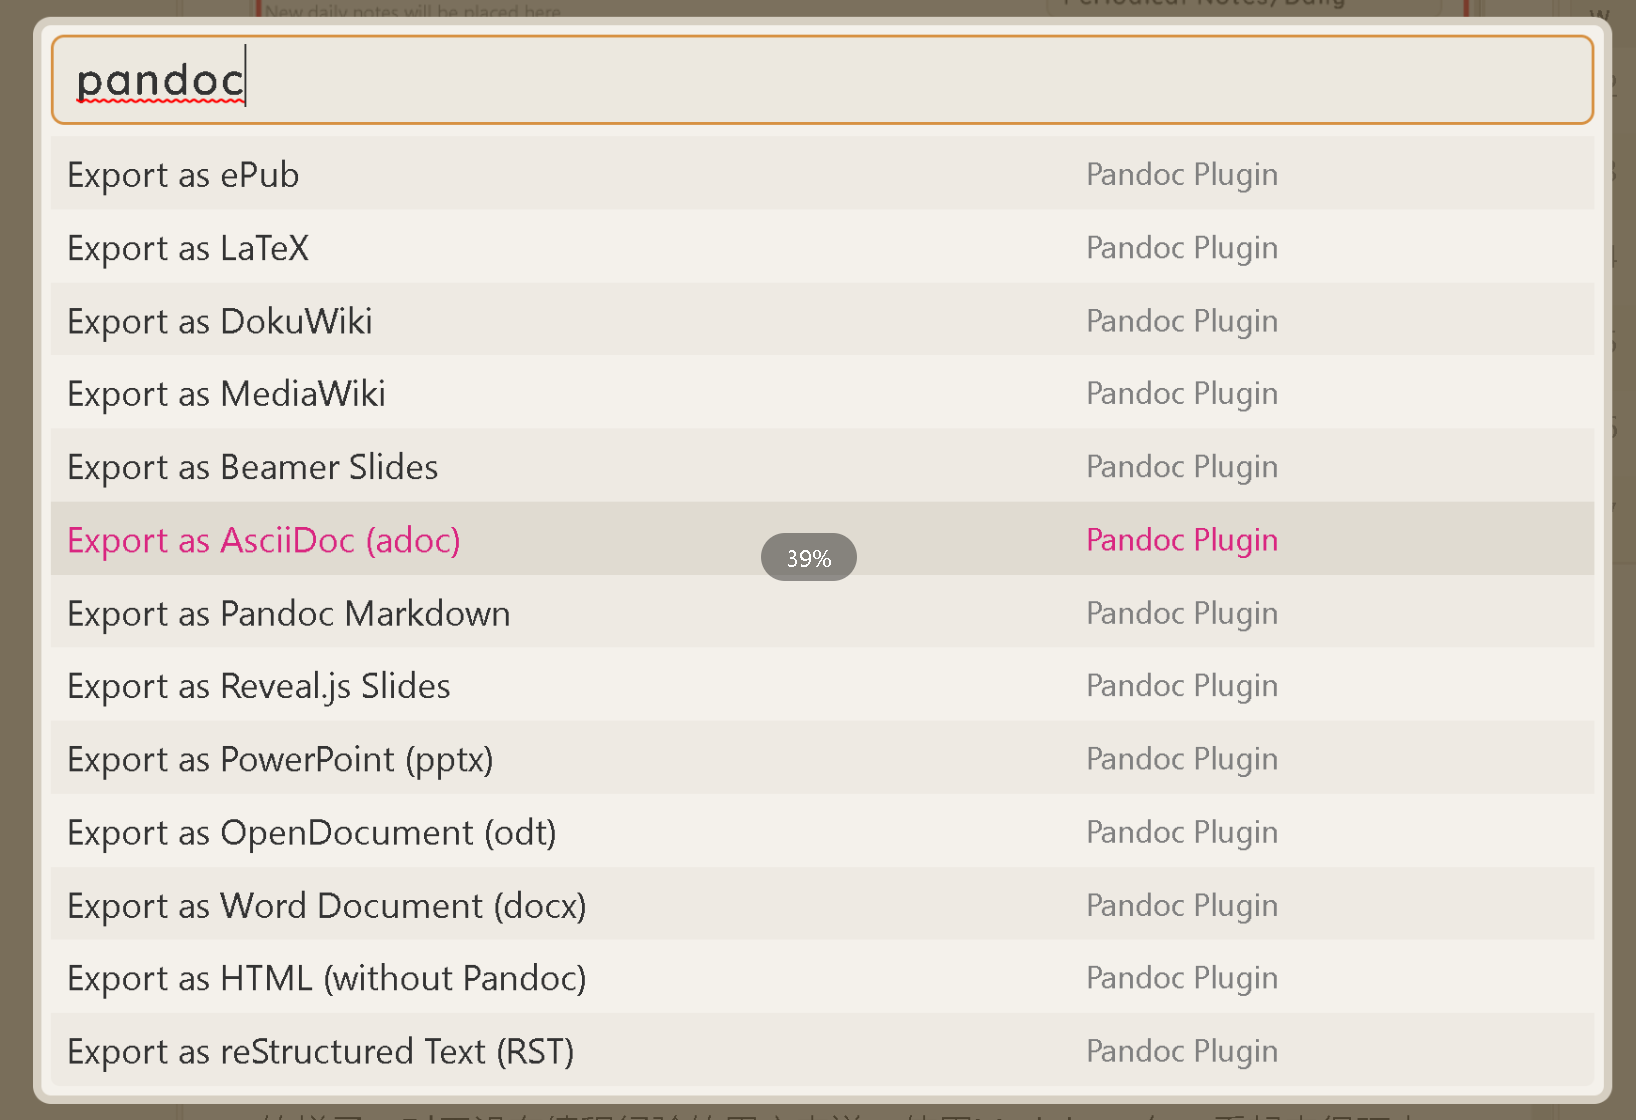 New daily notes will be placed here
Periodical Notes/Daily
W
pandoc
Export as ePub Pandoc Plugin
Export as LaTeX Pandoc Plugin
Export as DokuWiki Pandoc Plugin
Export as MediaWiki Pandoc Plugin
Export as Beamer Slides Pandoc Plugin
Export as AsciiDoc (adoc) Pandoc Plugin
39%
Export as Pandoc Markdown Pandoc Plugin
Export as Reveal.js Slides Pandoc Plugin
Export as PowerPoint (pptx) Pandoc Plugin
Export as OpenDocument (odt) Pandoc Plugin
Export as Word Document (docx) Pandoc Plugin
Export as HTML (without Pandoc) Pandoc Plugin
Export as reStructured Text (RST) Pandoc Plugin